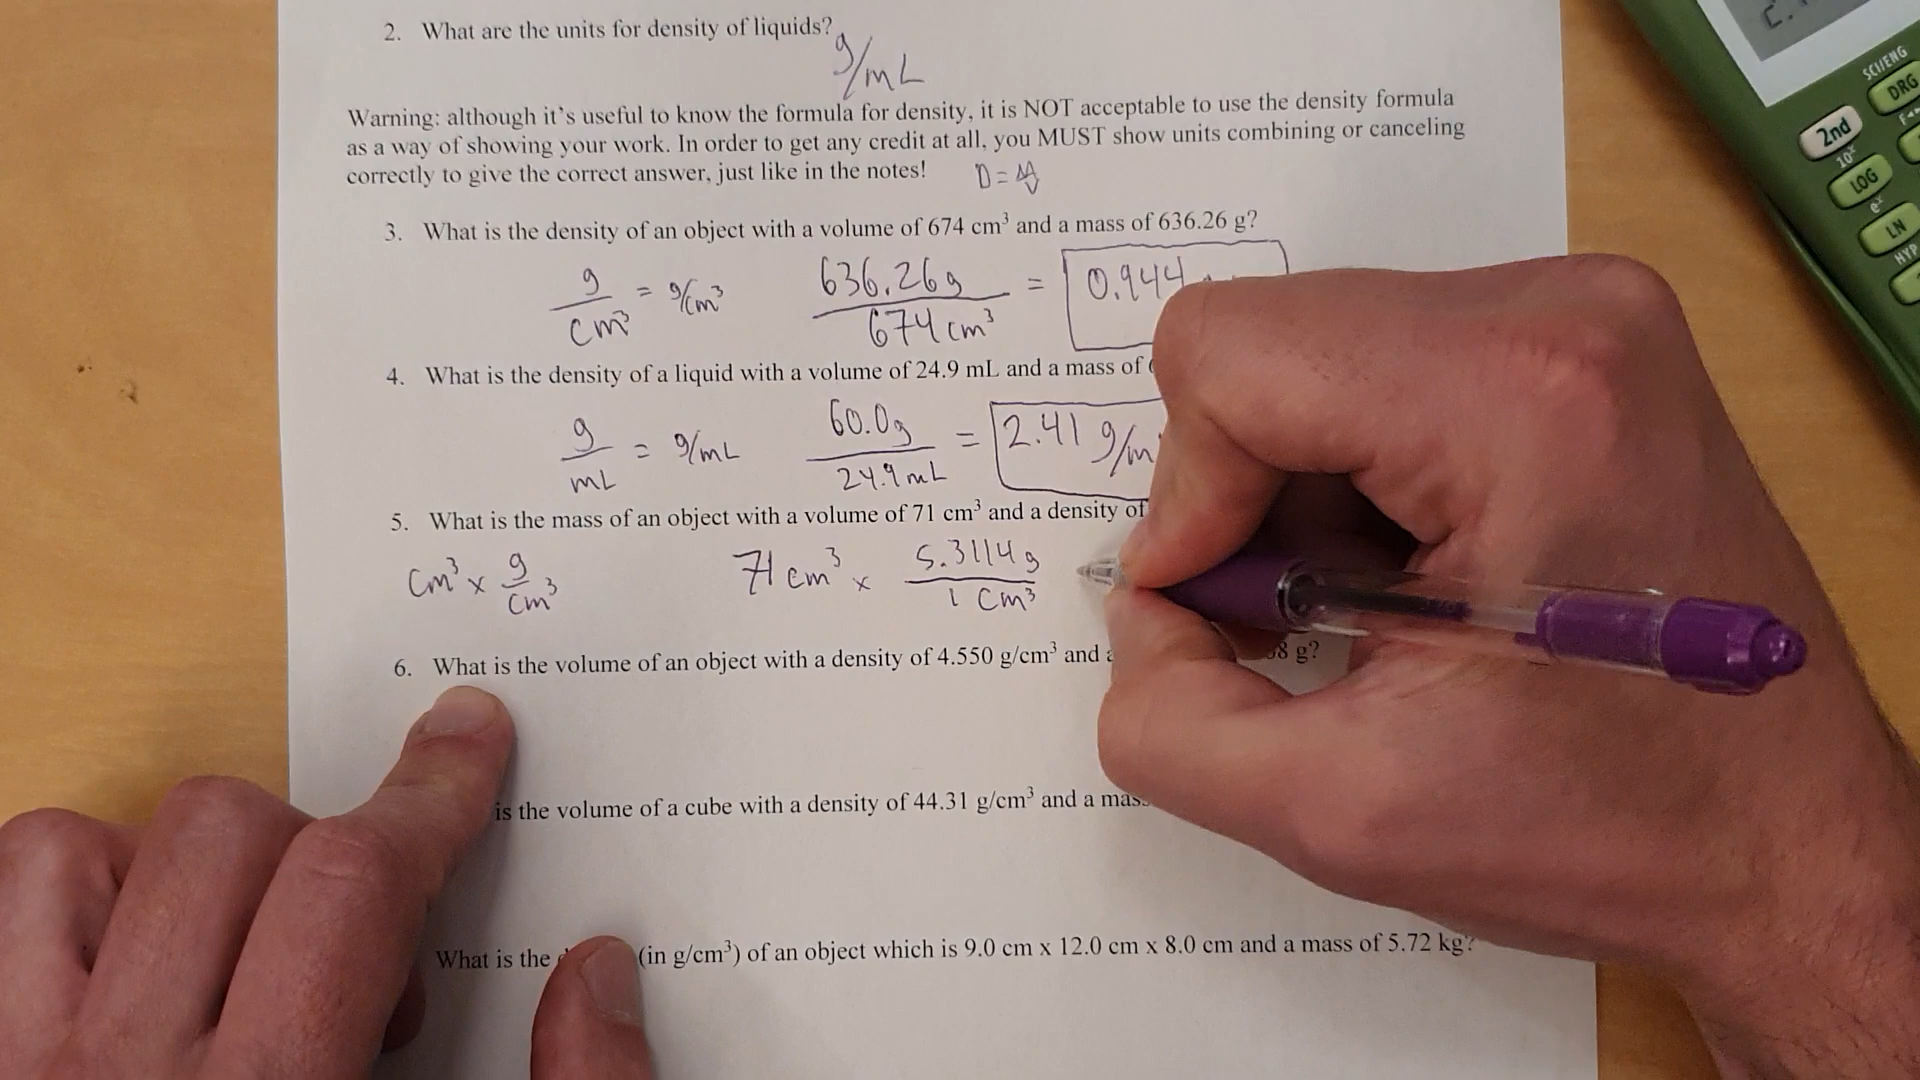 2. What are the units for density of liquids?
g/mL
Warning: although it's useful to know the formula for density, it is NOT acceptable to use the density formula
as a way of showing your work. In order to get any credit at all, you MUST show units combining or canceling
correctly to give the correct answer, just like in the notes!
D = M/V
3. What is the density of an object with a volume of 674 cm³ and a mass of 636.26 g?
g/cm³ = g/cm³ 636.26g/674cm³ = 0.944
4. What is the density of a liquid with a volume of 24.9 mL and a mass of
g/mL = g/mL 60.0g/24.9mL = 2.41 g/m
5. What is the mass of an object with a volume of 71 cm³ and a density of
cm³ x g/cm³ 71 cm³ x 5.3114g/1 cm³
6. What is the volume of an object with a density of 4.550 g/cm³ and 8 g?
is the volume of a cube with a density of 44.31 g/cm³ and a mas
What is the (in g/cm³) of an object which is 9.0 cm x 12.0 cm x 8.0 cm and a mass of 5.72 kg?
SCI/ENG
DRG
2nd
10ˣ
LOG
eˣ
LN
HYP